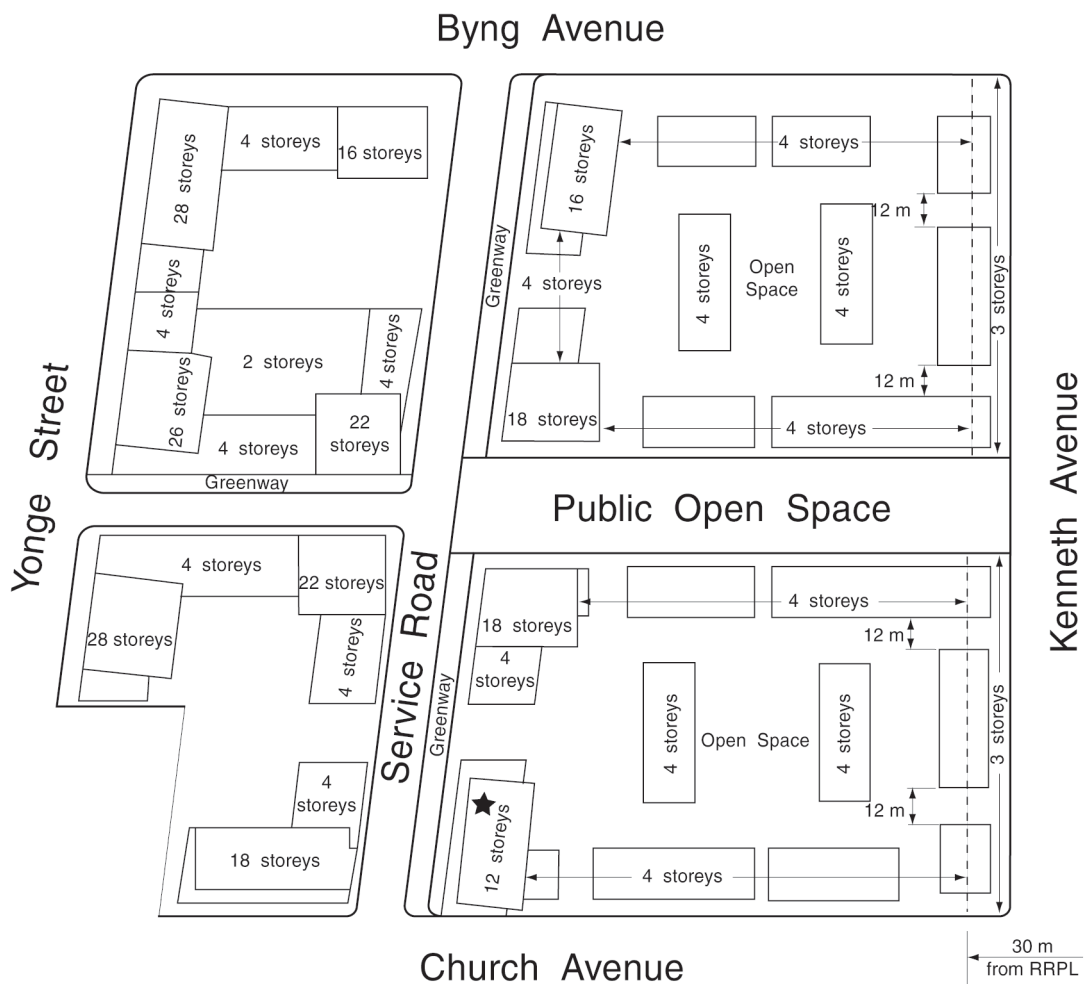 Byng Avenue
4 storeys
16 storeys
28 storeys
4 storeys
2 storeys
4 storeys
26 storeys
4 storeys
22
storeys
Greenway
Yonge Street
16 storeys
4 storeys
12 m
Greenway
4 storeys
4 storeys
Open
Space
4 storeys
3 storeys
12 m
18 storeys
4 storeys
Public Open Space
Kenneth Avenue
4 storeys
22 storeys
28 storeys
4 storeys
Service Road
4
storeys
18 storeys
18 storeys
4 storeys
12 m
4
storeys
Greenway
4 storeys
Open Space
4 storeys
3 storeys
12 m
12 storeys
4 storeys
Church Avenue
30 m
from RRPL